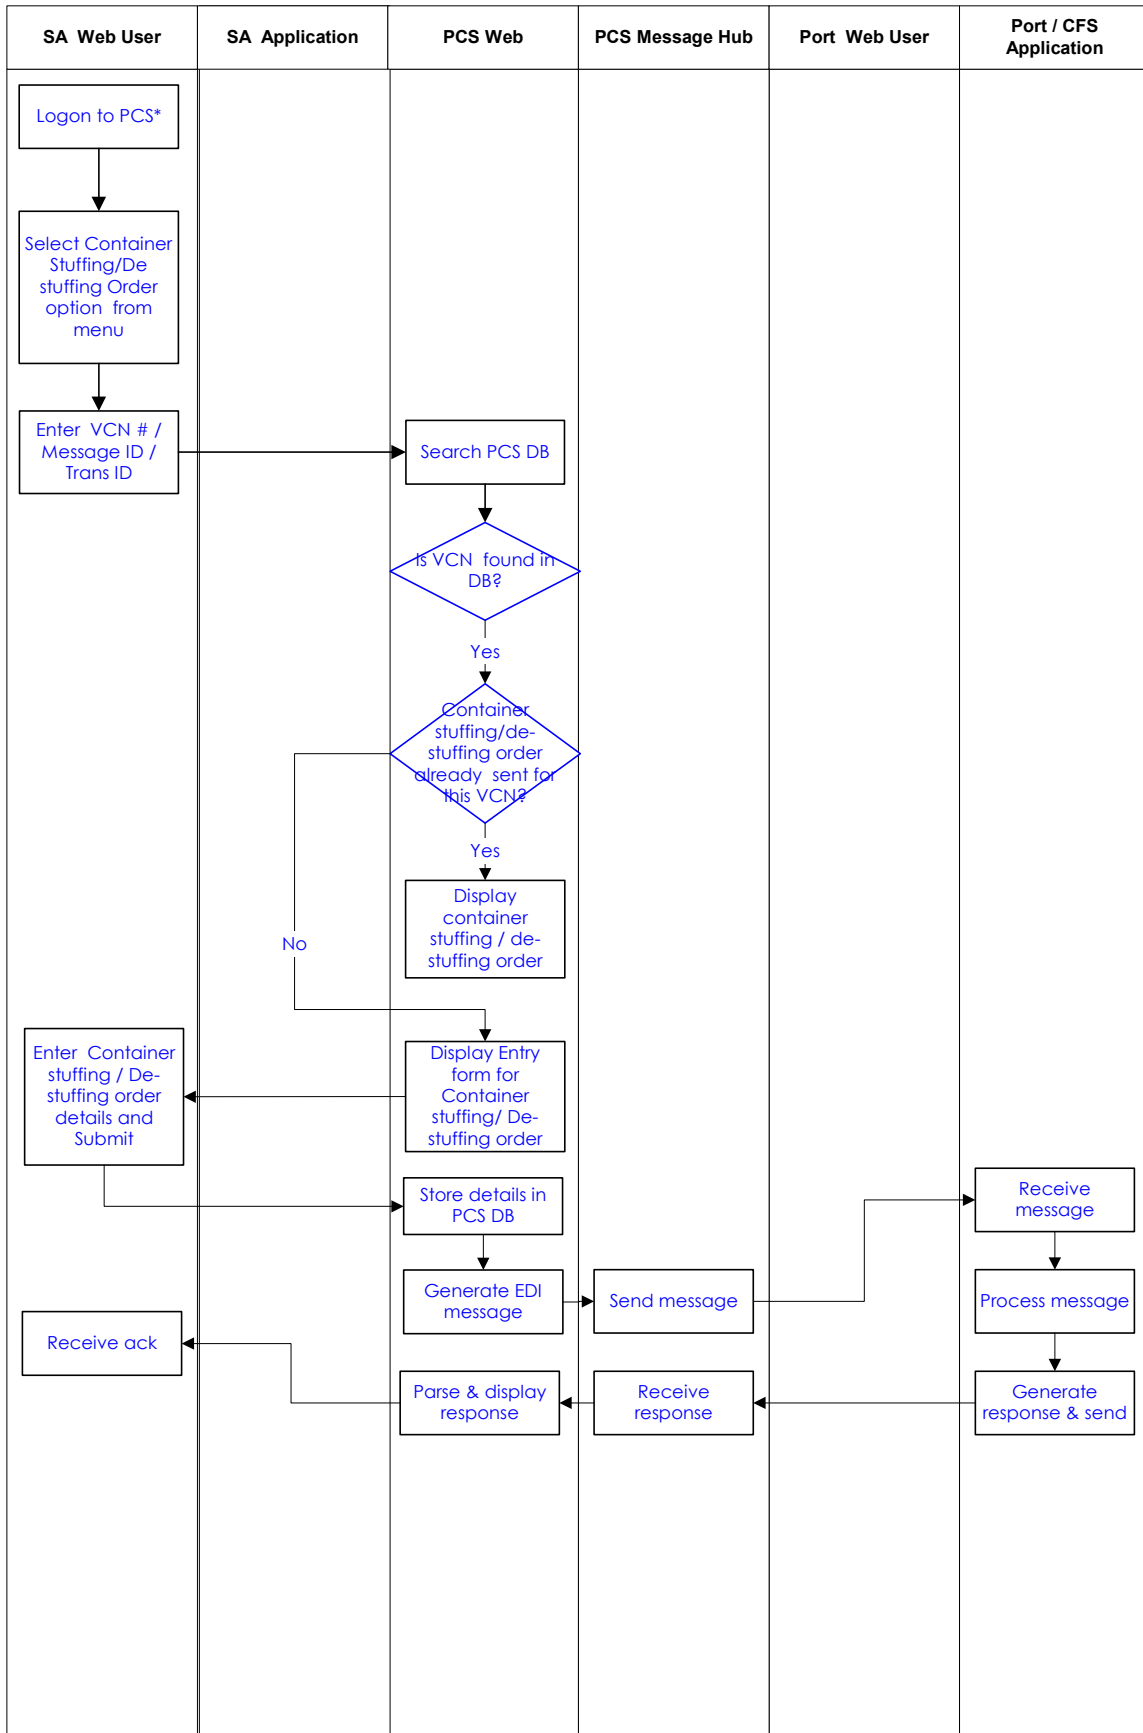 SA Web User
SA Application
PCS Web
PCS Message Hub
Port Web User
Port / CFS
Application
Logon to PCS*
Select Container
Stuffing/De
stuffing Order
option from
menu
Enter VCN # /
Message ID /
Trans ID
Search PCS DB
Is VCN found in
DB?
Yes
Container
stuffing/de-
stuffing order
already sent for
this VCN?
Yes
Display
container
stuffing / de-
stuffing order
No
Enter Container
stuffing / De-
stuffing order
details and
Submit
Display Entry
form for
Container
stuffing/ De-
stuffing order
Store details in
PCS DB
Receive
message
Generate EDI
message
Send message
Process message
Receive ack
Parse & display
response
Receive
response
Generate
response & send